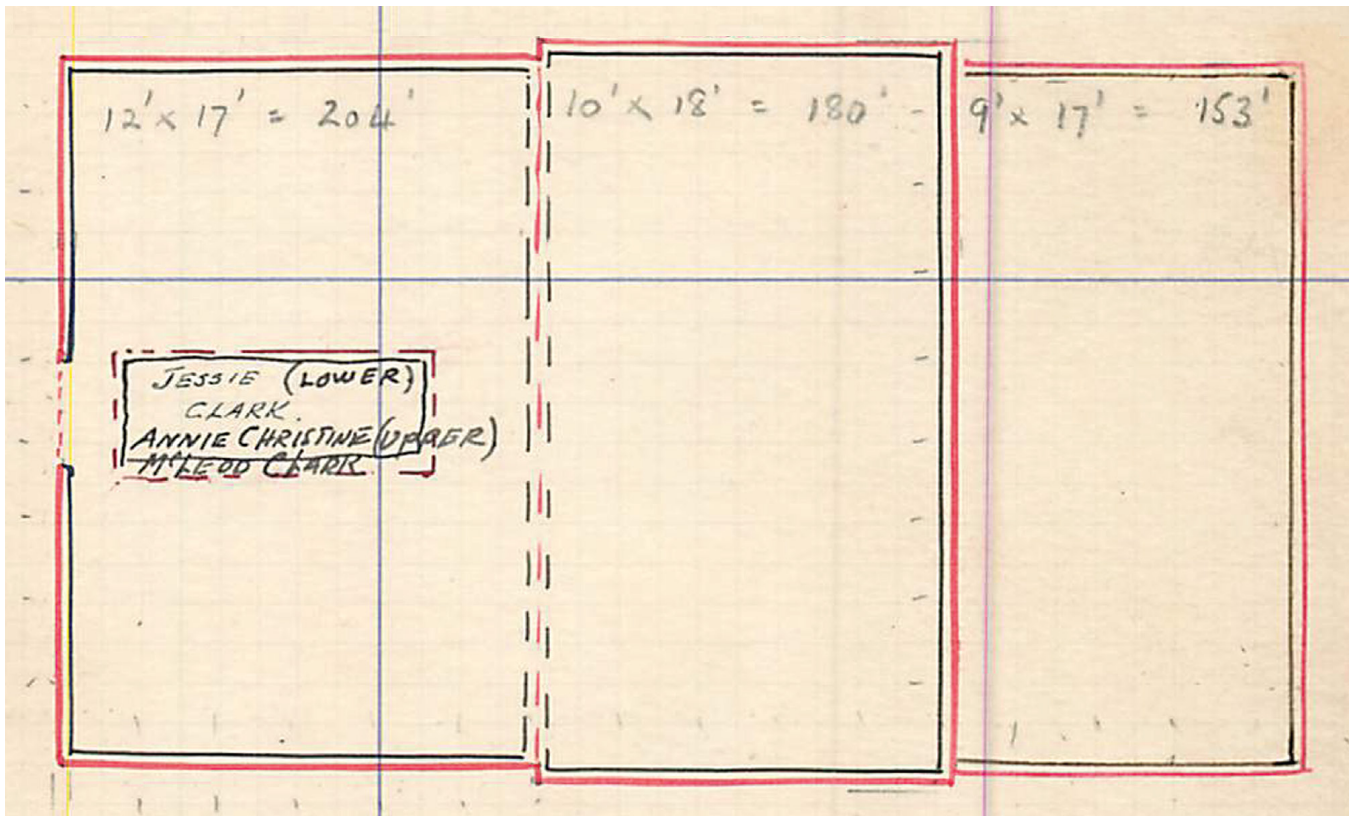 12' x 17' = 204'
10' x 18' = 180'
9' x 17' = 153'
JESSIE (LOWER)
CLARK.
ANNIE CHRISTINE (UPPER)
McLEOD CLARK